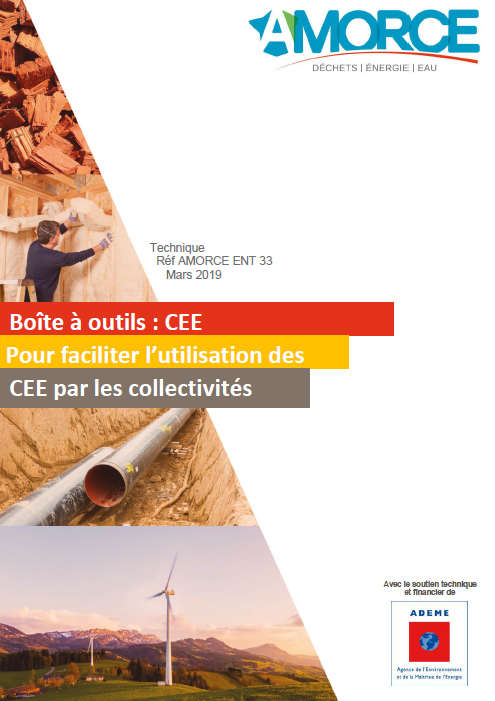 AMORCE
DÉCHETS | ÉNERGIE | EAU
Technique
Réf AMORCE ENT 33
Mars 2019
Boîte à outils : CEE
Pour faciliter l'utilisation des
CEE par les collectivités
Avec le soutien technique
et financier de
ADEME
Agence de l'Environnement
et de la Maîtrise de l'Energie